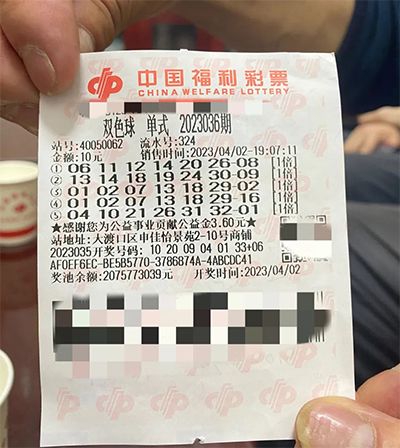 中国福利彩票
CHINA WELFARE LOTTERY
双色球 单式 2023036期
站号:40050062 流水号:324
金额:10元 销售时间:2023/04/02-19:07:11
① 06 11 12 14 20 26-08 [1倍]
② 13 14 18 19 24 30-09 [1倍]
③ 01 02 07 13 18 29-02 [1倍]
④ 01 02 07 13 18 29-16 [1倍]
⑤ 04 10 21 26 31 32-01 [1倍]
★感谢您为公益事业贡献公益金3.60元★
站地址:大渡口区中佳怡景苑2-10号商铺
2023035开奖号码:10 20 09 04 01 33+06
AF0EF6EC-BE5B5770-3786874A-4ABCDC41
奖池余额:2075773039元 开奖时间:2023/04/02